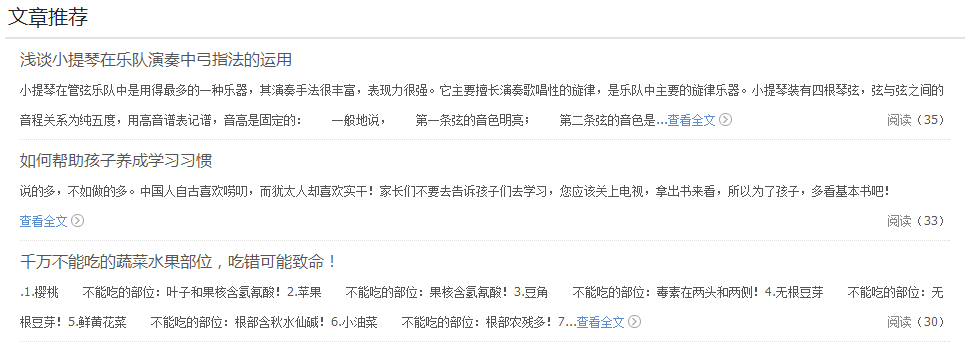 文章推荐
浅谈小提琴在乐队演奏中弓指法的运用
小提琴在管弦乐队中是用得最多的一种乐器，其演奏手法很丰富，表现力很强。它主要擅长演奏歌唱性的旋律，是乐队中主要的旋律乐器。小提琴装有四根琴弦，弦与弦之间的
音程关系为纯五度，用高音谱表记谱，音高是固定的： 一般地说， 第一条弦的音色明亮； 第二条弦的音色是...查看全文 阅读（35）
如何帮助孩子养成学习习惯
说的多，不如做的多。中国人自古喜欢唠叨，而犹太人却喜欢实干！家长们不要去告诉孩子们去学习，您应该关上电视，拿出书来看，所以为了孩子，多看基本书吧！
查看全文 阅读（33）
千万不能吃的蔬菜水果部位，吃错可能致命！
.1.樱桃 不能吃的部位：叶子和果核含氢氰酸！2.苹果 不能吃的部位：果核含氢氰酸！3.豆角 不能吃的部位：毒素在两头和两侧！4.无根豆芽 不能吃的部位：无
根豆芽！5.鲜黄花菜 不能吃的部位：根部含秋水仙碱！6.小油菜 不能吃的部位：根部农残多！7...查看全文 阅读（30）